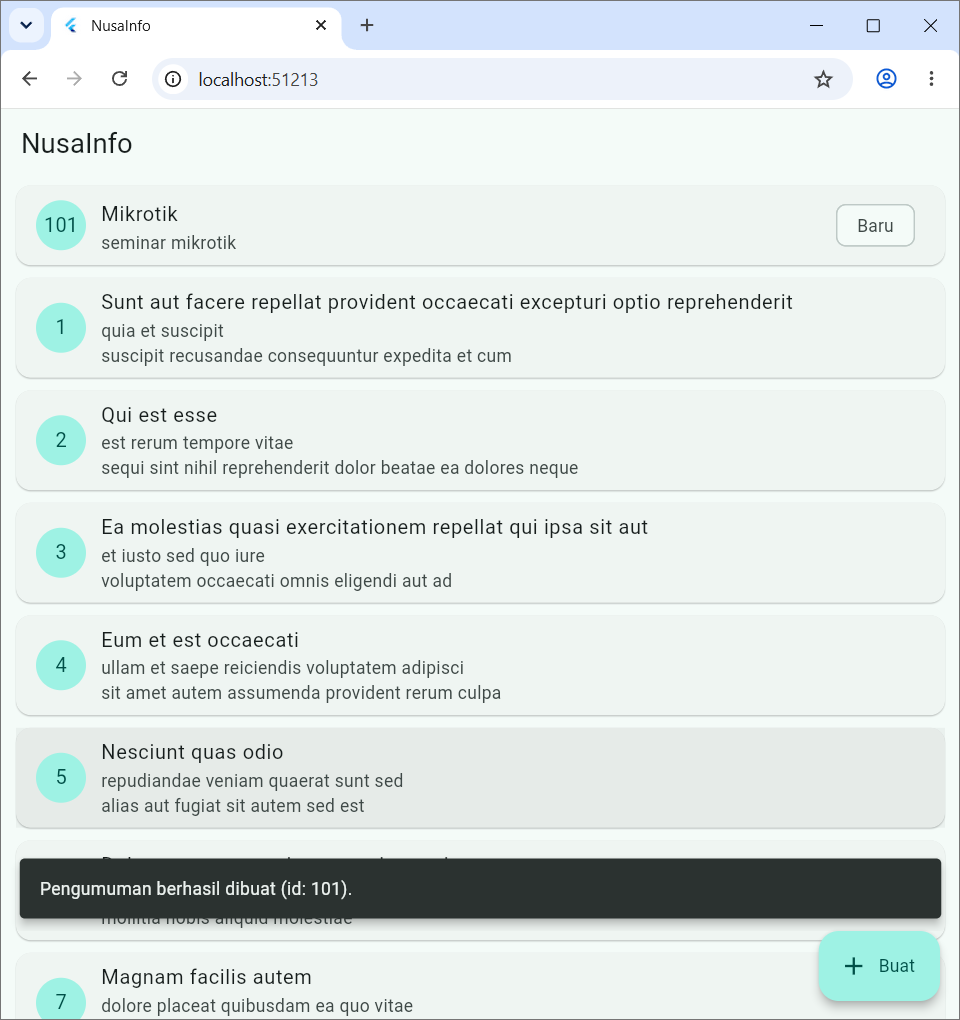 NusaInfo
localhost:51213
NusaInfo
101
Mikrotik
seminar mikrotik
Baru
1
Sunt aut facere repellat provident occaecati excepturi optio reprehenderit
quia et suscipit
suscipit recusandae consequuntur expedita et cum
2
Qui est esse
est rerum tempore vitae
sequi sint nihil reprehenderit dolor beatae ea dolores neque
3
Ea molestias quasi exercitationem repellat qui ipsa sit aut
et iusto sed quo iure
voluptatem occaecati omnis eligendi aut ad
4
Eum et est occaecati
ullam et saepe reiciendis voluptatem adipisci
sit amet autem assumenda provident rerum culpa
5
Nesciunt quas odio
repudiandae veniam quaerat sunt sed
alias aut fugiat sit autem sed est
Pengumuman berhasil dibuat (id: 101).
mollitia nobis aliquid molestiae
Buat
7
Magnam facilis autem
dolore placeat quibusdam ea quo vitae